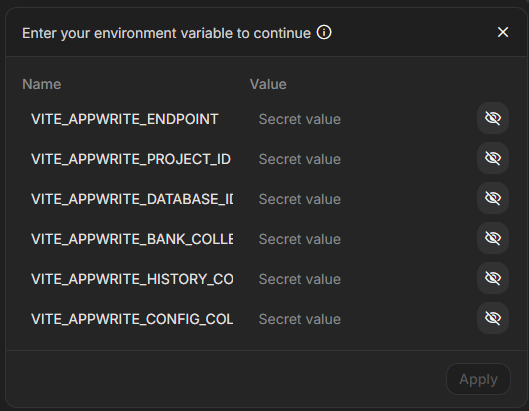 Enter your environment variable to continue
Name Value
VITE_APPWRITE_ENDPOINT Secret value
VITE_APPWRITE_PROJECT_ID Secret value
VITE_APPWRITE_DATABASE_ID Secret value
VITE_APPWRITE_BANK_COLLE Secret value
VITE_APPWRITE_HISTORY_CO Secret value
VITE_APPWRITE_CONFIG_COL Secret value
Apply